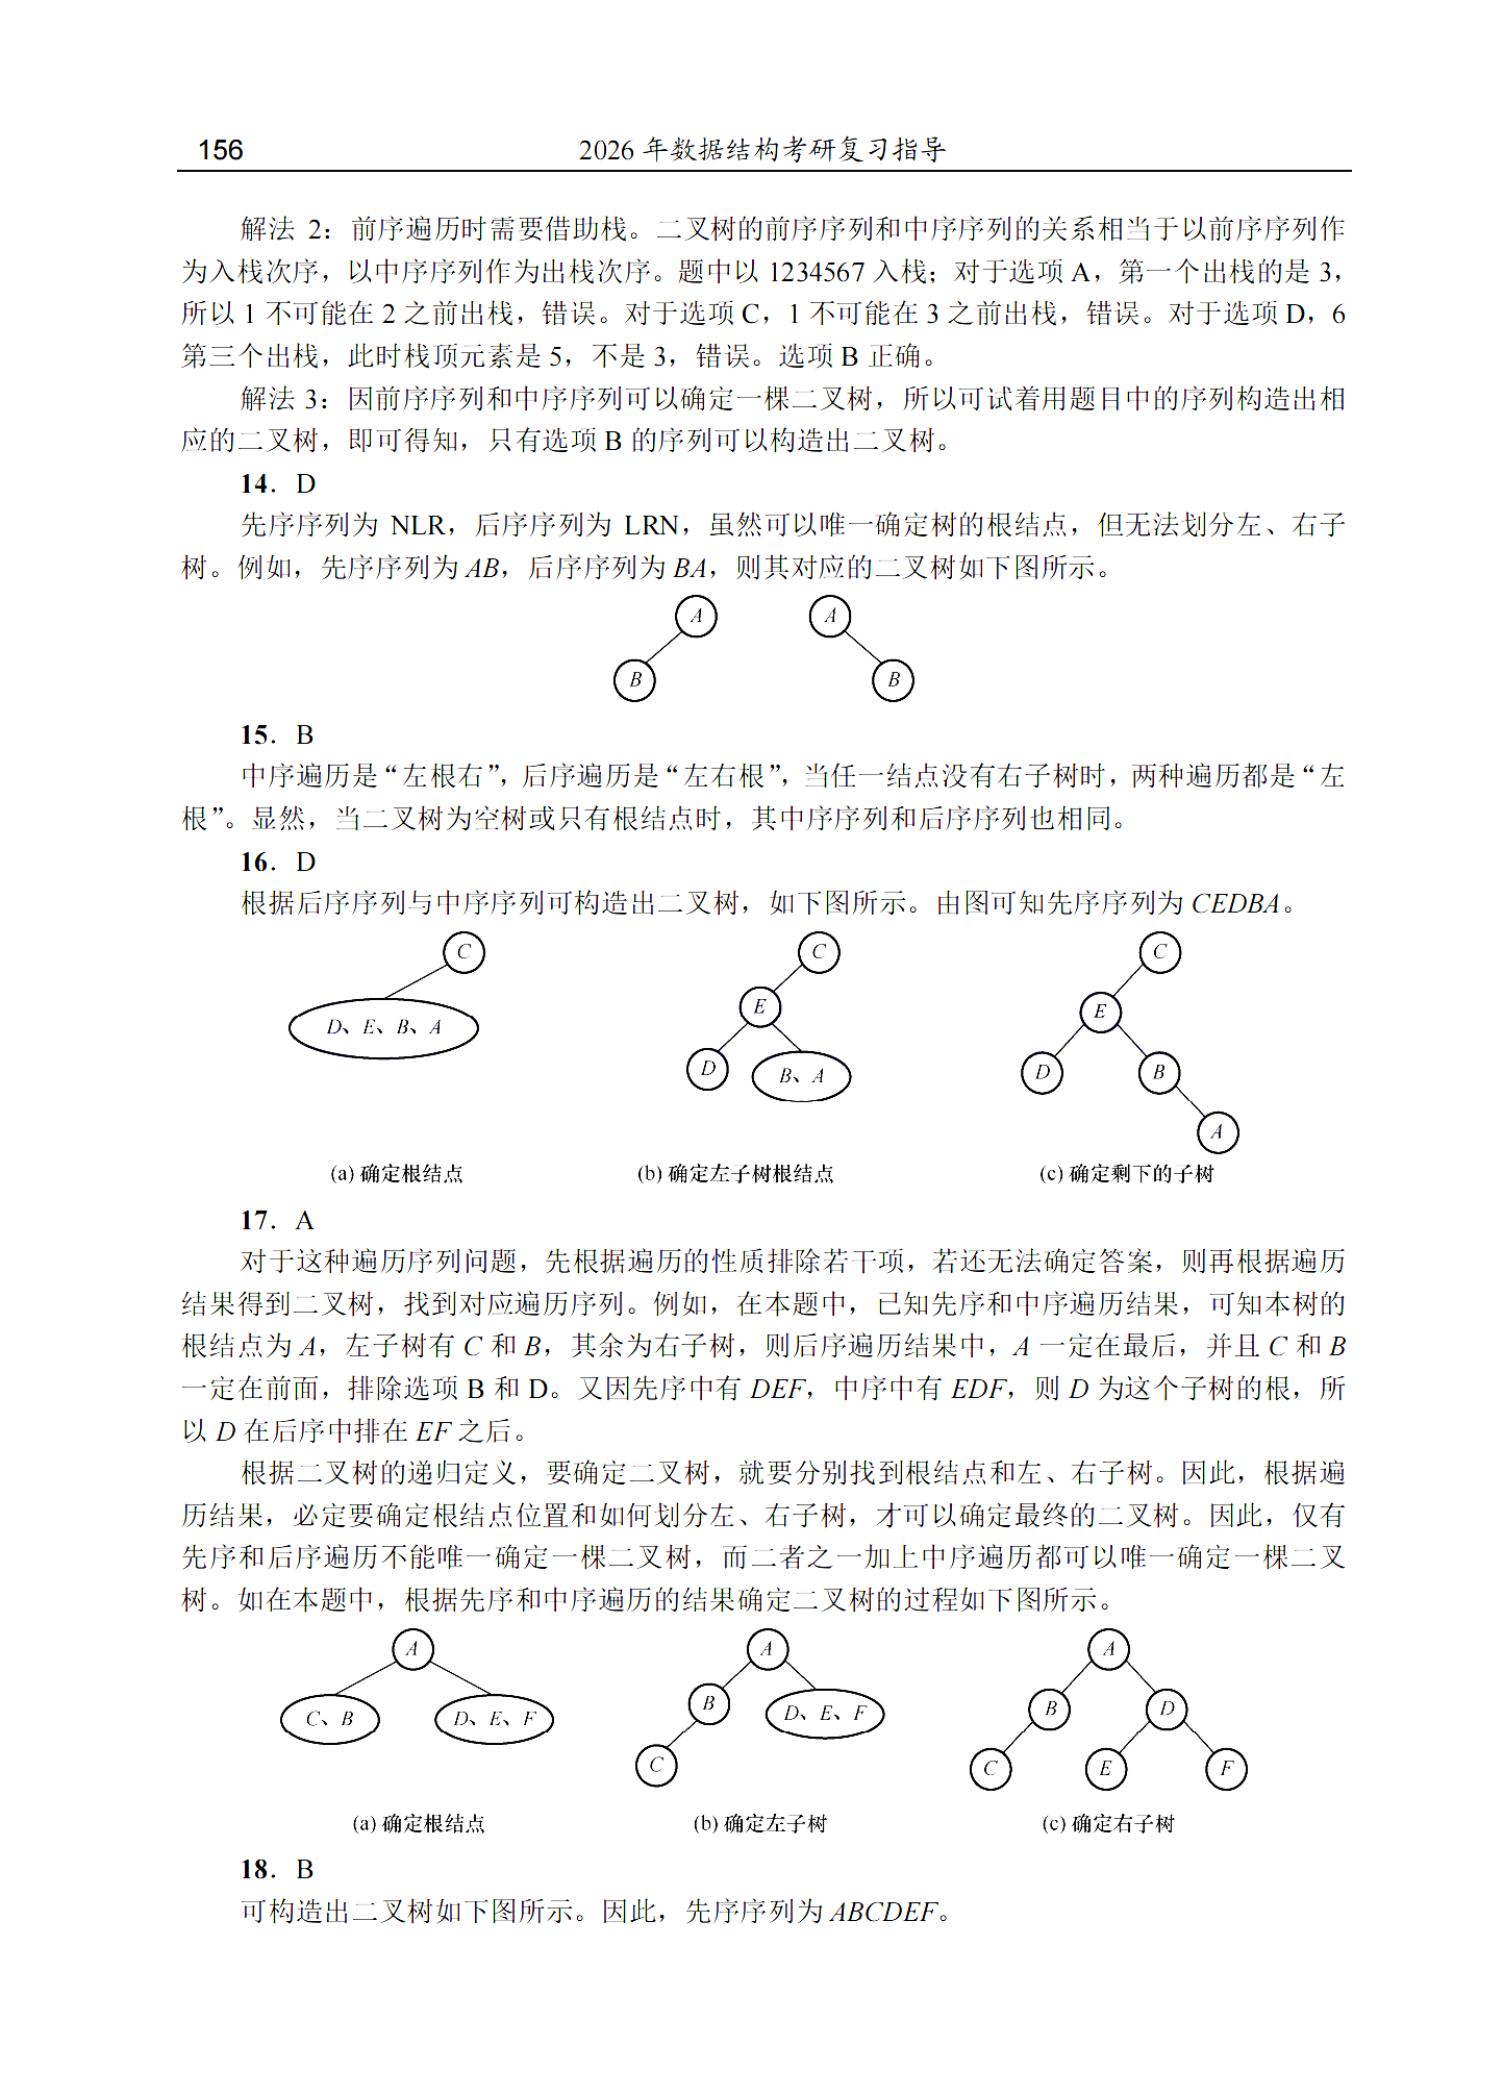 156
2026 年数据结构考研复习指导
解法 2：前序遍历时需要借助栈。二叉树的前序序列和中序序列的关系相当于以前序序列作
为入栈次序，以中序序列作为出栈次序。题中以 1234567 入栈；对于选项 A，第一个出栈的是 3，
所以 1 不可能在 2 之前出栈，错误。对于选项 C，1 不可能在 3 之前出栈，错误。对于选项 D，6
第三个出栈，此时栈顶元素是 5，不是 3，错误。选项 B 正确。
解法 3：因前序序列和中序序列可以确定一棵二叉树，所以可试着用题目中的序列构造出相
应的二叉树，即可得知，只有选项 B 的序列可以构造出二叉树。
14．D
先序序列为 NLR，后序序列为 LRN，虽然可以唯一确定树的根结点，但无法划分左、右子
树。例如，先序序列为 AB，后序序列为 BA，则其对应的二叉树如下图所示。
A A
B B
15．B
中序遍历是“左根右”，后序遍历是“左右根”，当任一结点没有右子树时，两种遍历都是“左
根”。显然，当二叉树为空树或只有根结点时，其中序序列和后序序列也相同。
16．D
根据后序序列与中序序列可构造出二叉树，如下图所示。由图可知先序序列为 CEDBA。
C C C
E E
D、E、B、A
D B、A D B
A
(a) 确定根结点 (b) 确定左子树根结点 (c) 确定剩下的子树
17．A
对于这种遍历序列问题，先根据遍历的性质排除若干项，若还无法确定答案，则再根据遍历
结果得到二叉树，找到对应遍历序列。例如，在本题中，已知先序和中序遍历结果，可知本树的
根结点为 A，左子树有 C 和 B，其余为右子树，则后序遍历结果中，A 一定在最后，并且 C 和 B
一定在前面，排除选项 B 和 D。又因先序中有 DEF，中序中有 EDF，则 D 为这个子树的根，所
以 D 在后序中排在 EF 之后。
根据二叉树的递归定义，要确定二叉树，就要分别找到根结点和左、右子树。因此，根据遍
历结果，必定要确定根结点位置和如何划分左、右子树，才可以确定最终的二叉树。因此，仅有
先序和后序遍历不能唯一确定一棵二叉树，而二者之一加上中序遍历都可以唯一确定一棵二叉
树。如在本题中，根据先序和中序遍历的结果确定二叉树的过程如下图所示。
A A A
C、B D、E、F B D、E、F B D
C C E F
(a) 确定根结点 (b) 确定左子树 (c) 确定右子树
18．B
可构造出二叉树如下图所示。因此，先序序列为 ABCDEF。